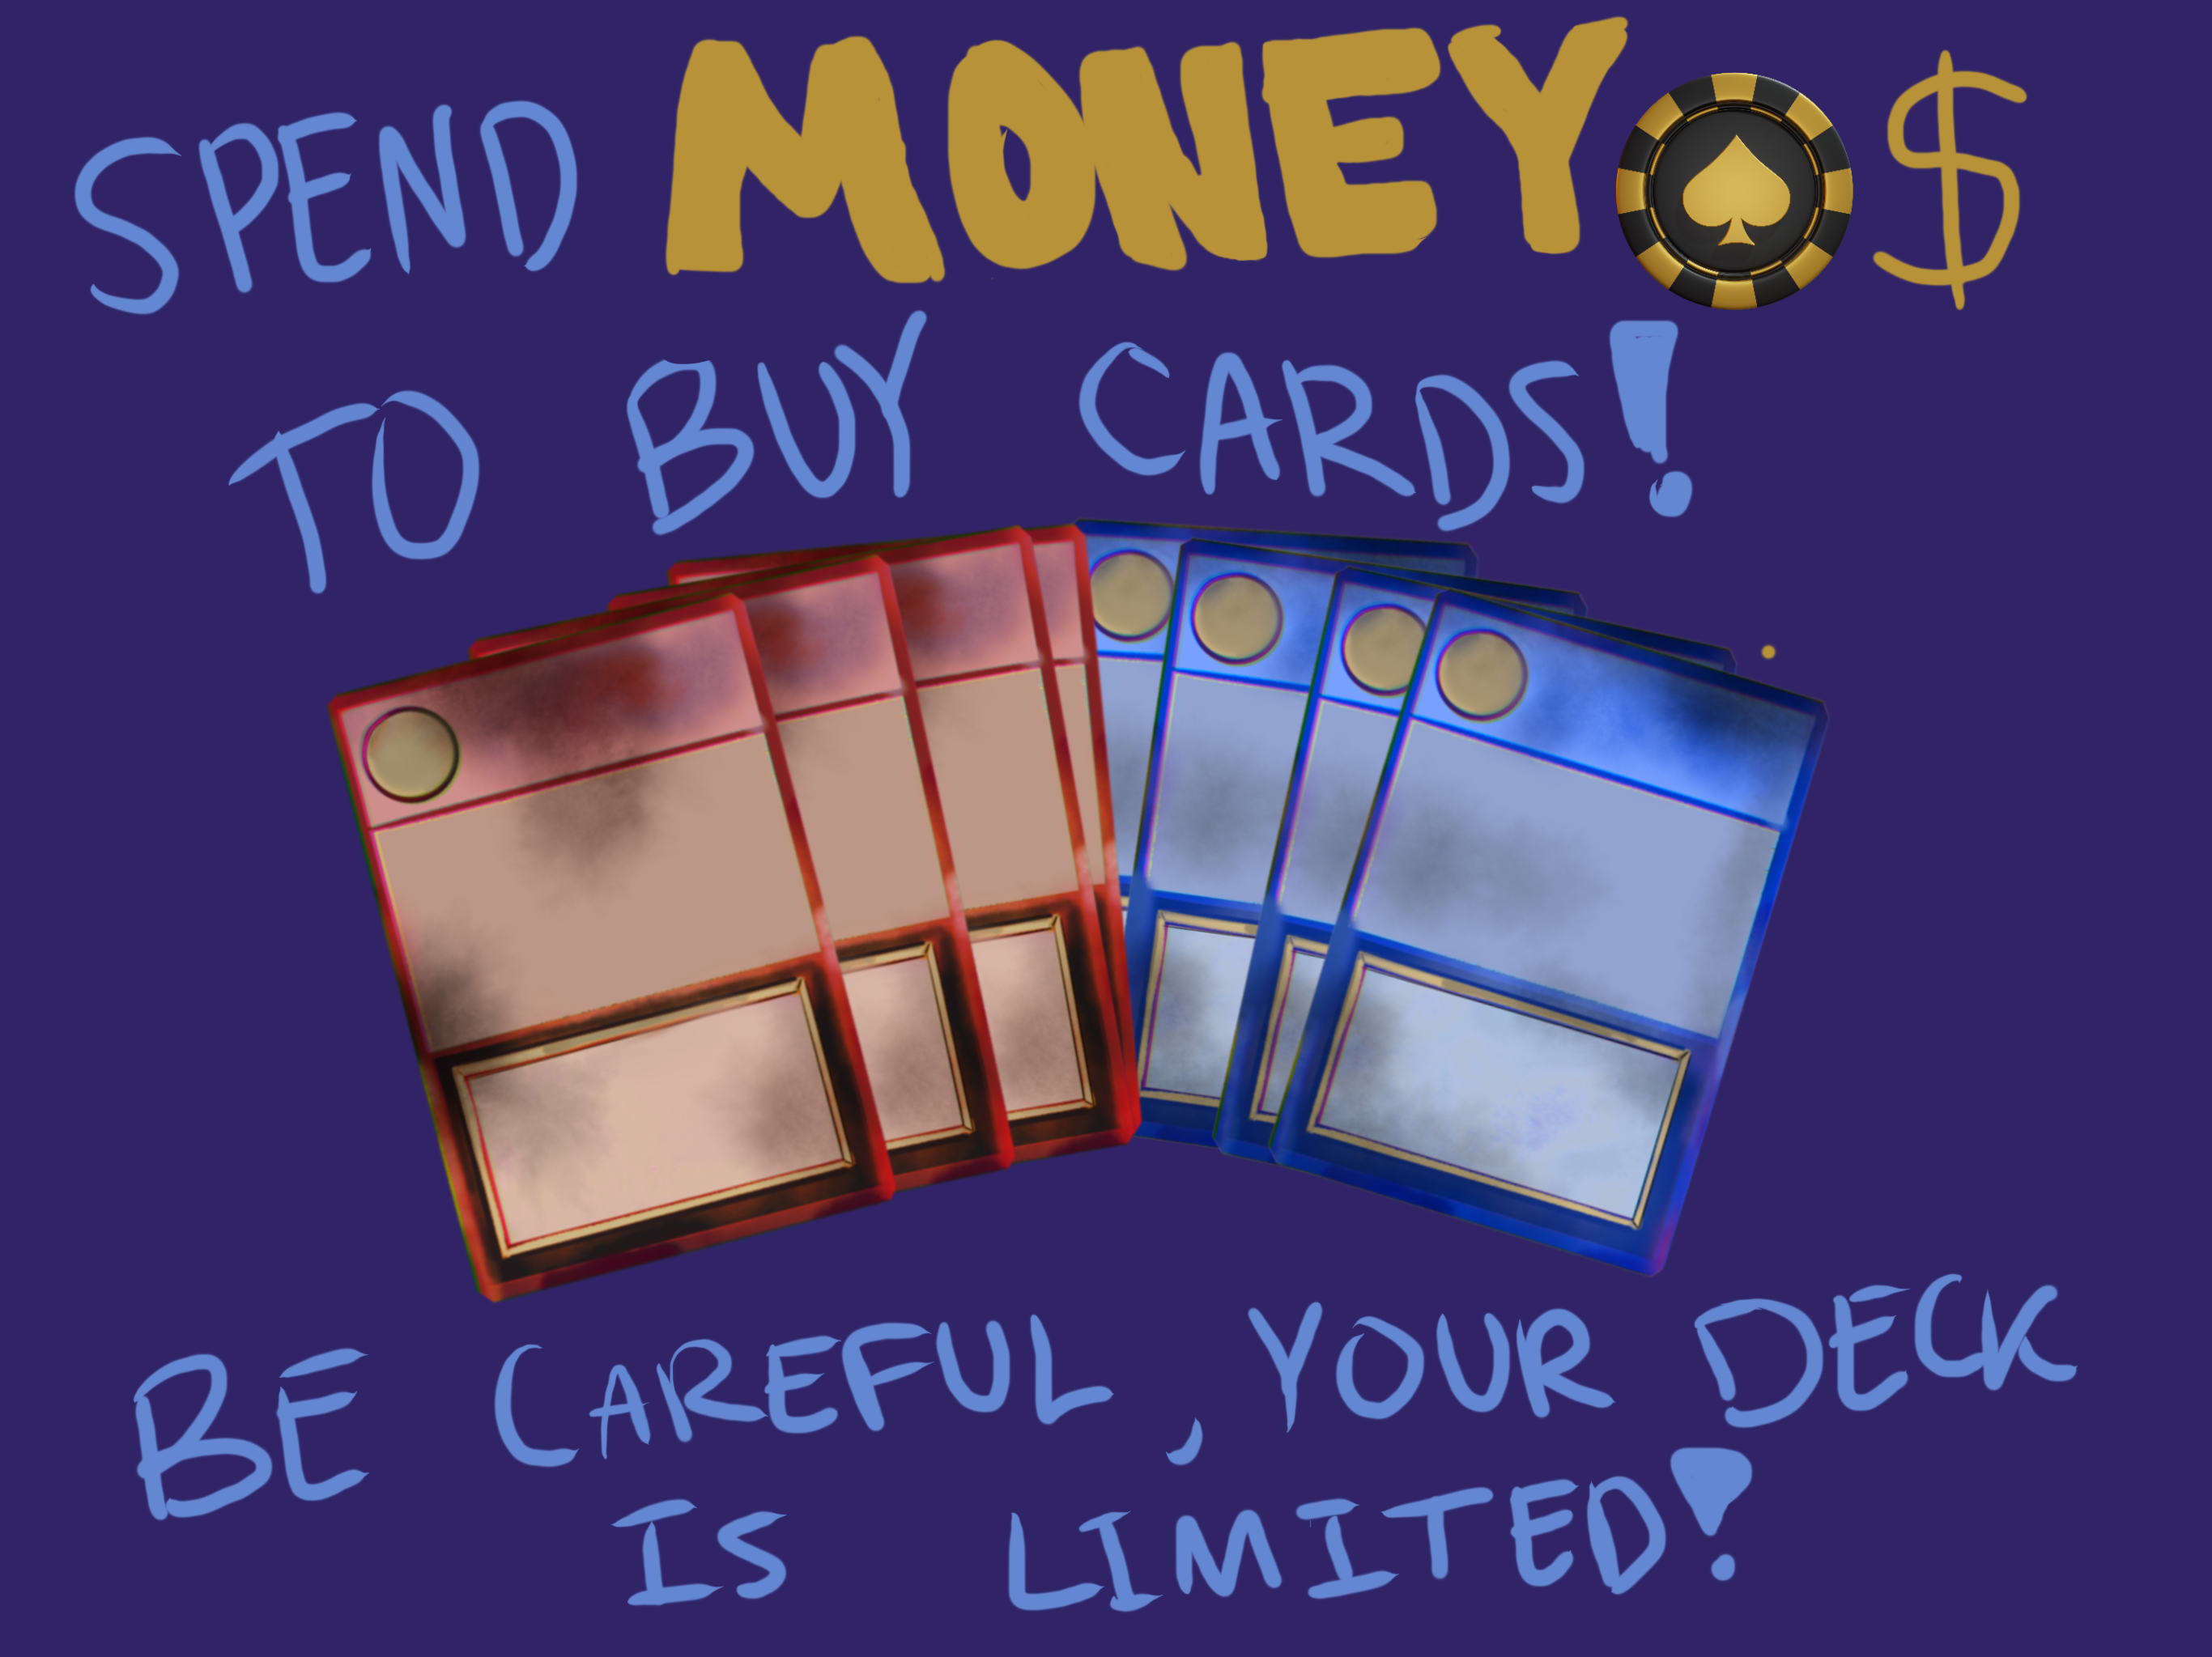 SPEND MONEY $
TO BUY CARDS!
BE CAREFUL, YOUR DECK
IS LIMITED!